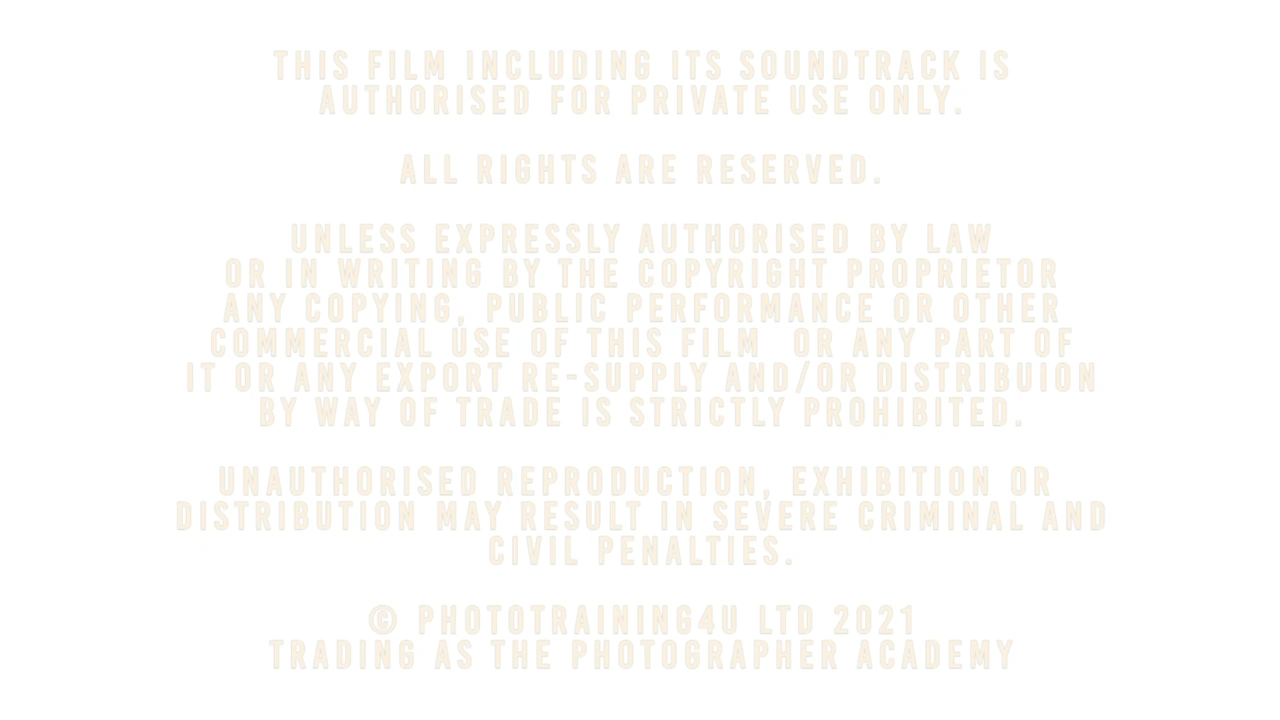 THIS FILM INCLUDING ITS SOUNDTRACK IS
AUTHORISED FOR PRIVATE USE ONLY.
ALL RIGHTS ARE RESERVED.
UNLESS EXPRESSLY AUTHORISED BY LAW
OR IN WRITING BY THE COPYRIGHT PROPRIETOR
ANY COPYING, PUBLIC PERFORMANCE OR OTHER
COMMERCIAL USE OF THIS FILM OR ANY PART OF
IT OR ANY EXPORT RE-SUPPLY AND/OR DISTRIBUION
BY WAY OF TRADE IS STRICTLY PROHIBITED.
UNAUTHORISED REPRODUCTION, EXHIBITION OR
DISTRIBUTION MAY RESULT IN SEVERE CRIMINAL AND
CIVIL PENALTIES.
© PHOTOTRAINING4U LTD 2021
TRADING AS THE PHOTOGRAPHER ACADEMY